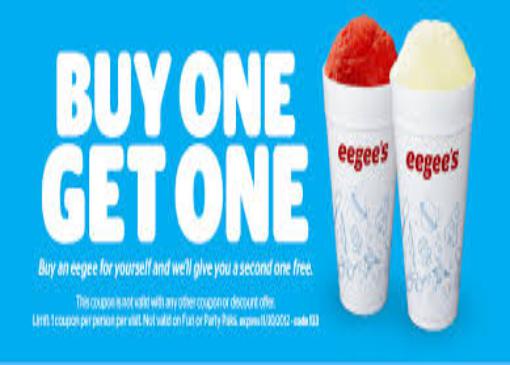 BUY ONE
GET ONE
eegee's eegee's
Buy an eegee for yourself and we'll give you a second one free.
This coupon is not valid with any other coupon or discount offer.
Limit 1 coupon per person per visit. Not valid on Fun or Party Paks. expires - code